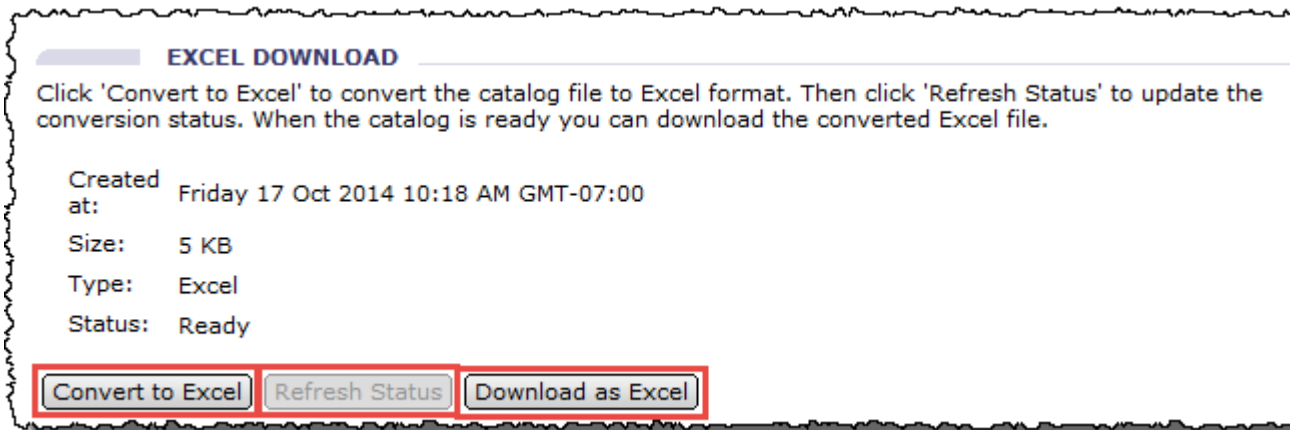 EXCEL DOWNLOAD
Click 'Convert to Excel' to convert the catalog file to Excel format. Then click 'Refresh Status' to update the
conversion status. When the catalog is ready you can download the converted Excel file.
Created
at: Friday 17 Oct 2014 10:18 AM GMT-07:00
Size: 5 KB
Type: Excel
Status: Ready
Convert to Excel Refresh Status Download as Excel